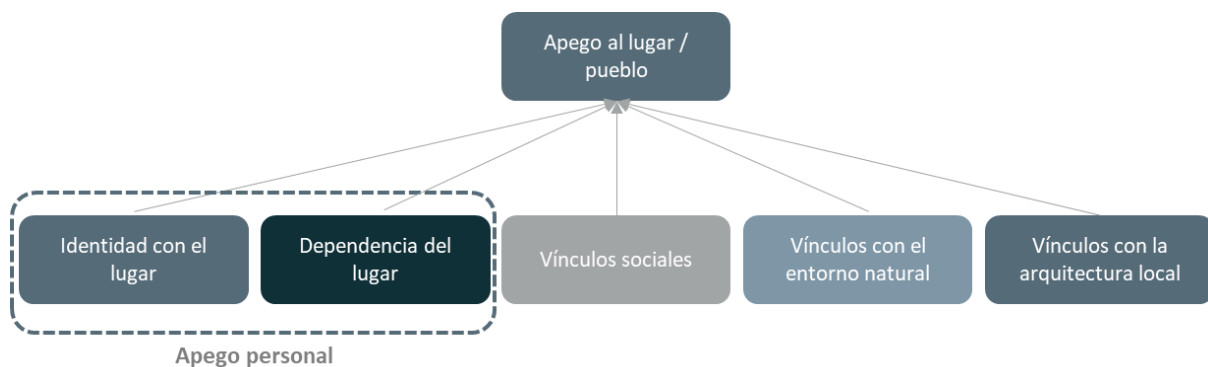 Apego al lugar /
pueblo
Identidad con el
lugar
Dependencia del
lugar
Vínculos sociales
Vínculos con el
entorno natural
Vínculos con la
arquitectura local
Apego personal